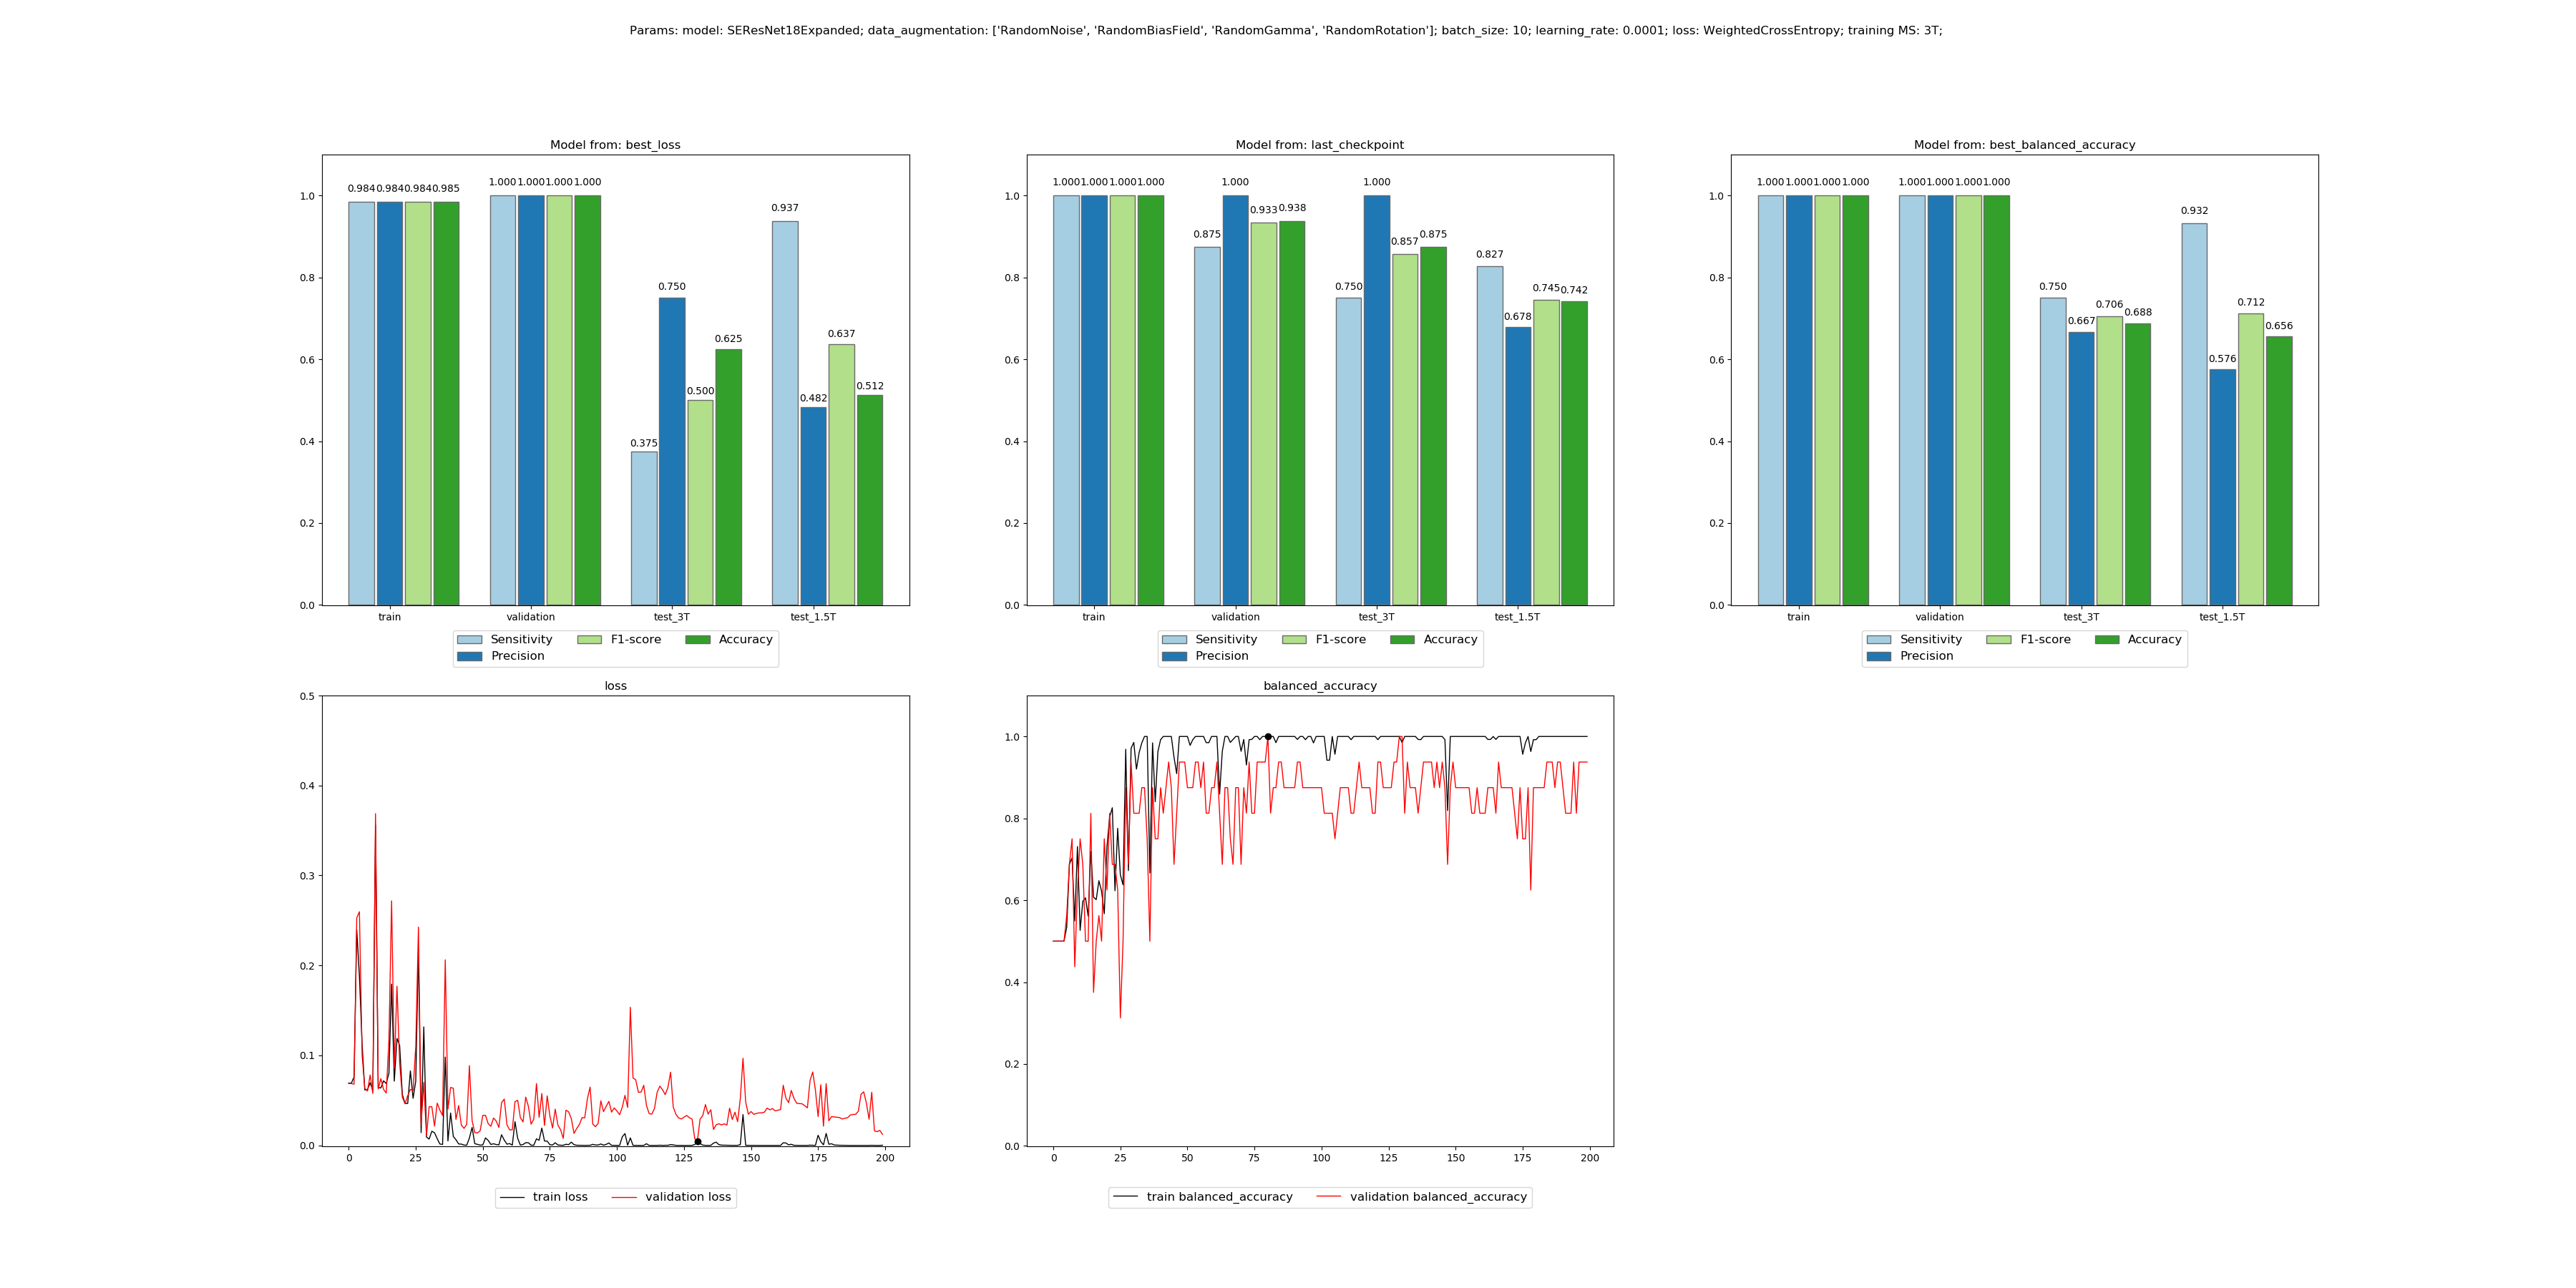 Params: model: SEResNet18Expanded; data_augmentation: ['RandomNoise', 'RandomBiasField', 'RandomGamma', 'RandomRotation']; batch_size: 10; learning_rate: 0.0001; loss: WeightedCrossEntropy; training MS: 3T;
Model from: best_loss
1.0
0.8
0.6
0.4
0.2
0.0
0.984 0.984 0.984 0.985
1.000 1.000 1.000 1.000
0.375 0.750 0.500 0.625
0.937 0.482 0.637 0.512
train validation test_3T test_1.5T
Sensitivity F1-score Accuracy
Precision
Model from: last_checkpoint
1.0
0.8
0.6
0.4
0.2
0.0
1.000 1.000 1.000 1.000
0.875 1.000 0.933 0.938
0.750 1.000 0.857 0.875
0.827 0.678 0.745 0.742
train validation test_3T test_1.5T
Sensitivity F1-score Accuracy
Precision
Model from: best_balanced_accuracy
1.0
0.8
0.6
0.4
0.2
0.0
1.000 1.000 1.000 1.000
1.000 1.000 1.000 1.000
0.750 0.667 0.706 0.688
0.932 0.576 0.712 0.656
train validation test_3T test_1.5T
Sensitivity F1-score Accuracy
Precision
loss
0.5
0.4
0.3
0.2
0.1
0.0
0 25 50 75 100 125 150 175 200
train loss validation loss
balanced_accuracy
1.0
0.8
0.6
0.4
0.2
0.0
0 25 50 75 100 125 150 175 200
train balanced_accuracy validation balanced_accuracy